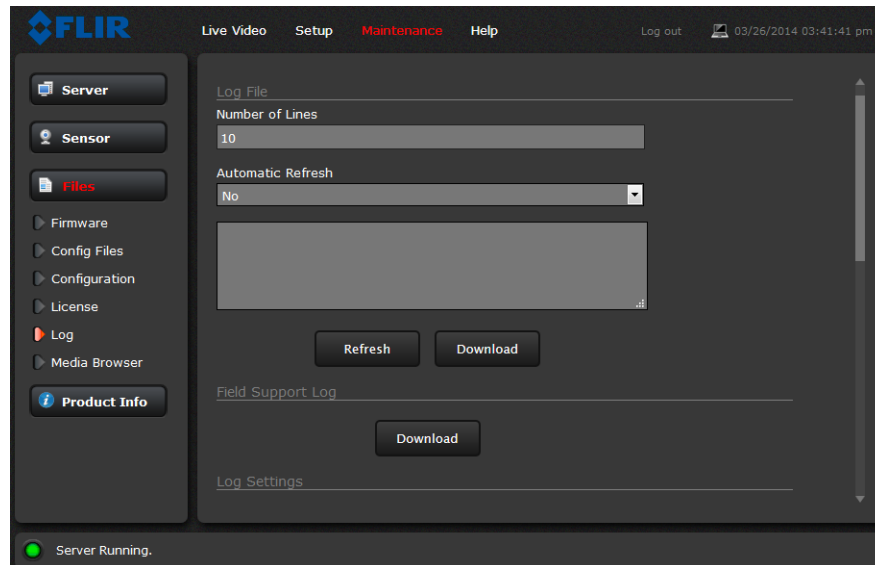 FLIR
Live Video Setup Maintenance Help Log out 03/26/2014 03:41:41 pm
Server
Sensor
Files
Firmware
Config Files
Configuration
License
Log
Media Browser
Product Info
Log File
Number of Lines
10
Automatic Refresh
No
Refresh Download
Field Support Log
Download
Log Settings
Server Running.